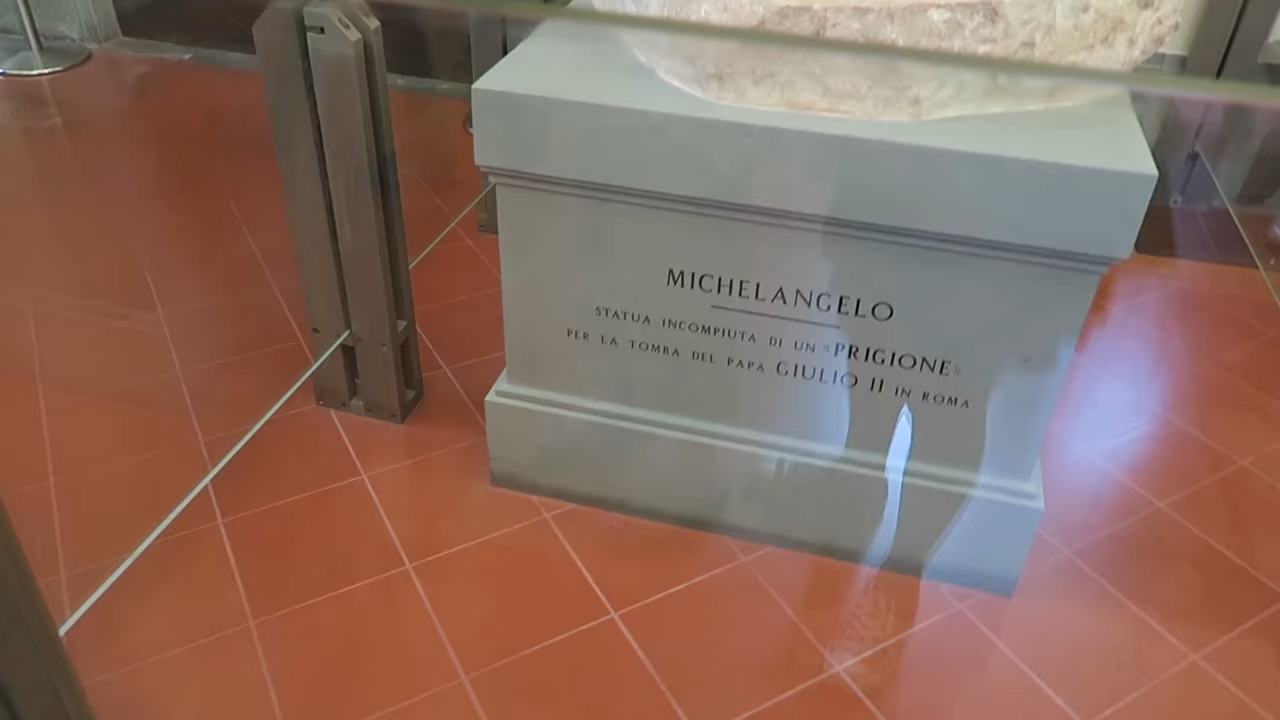 MICHELANGELO
STATUA INCOMPIUTA DI UN «PRIGIONE»
PER LA TOMBA DEL PAPA GIULIO II IN ROMA